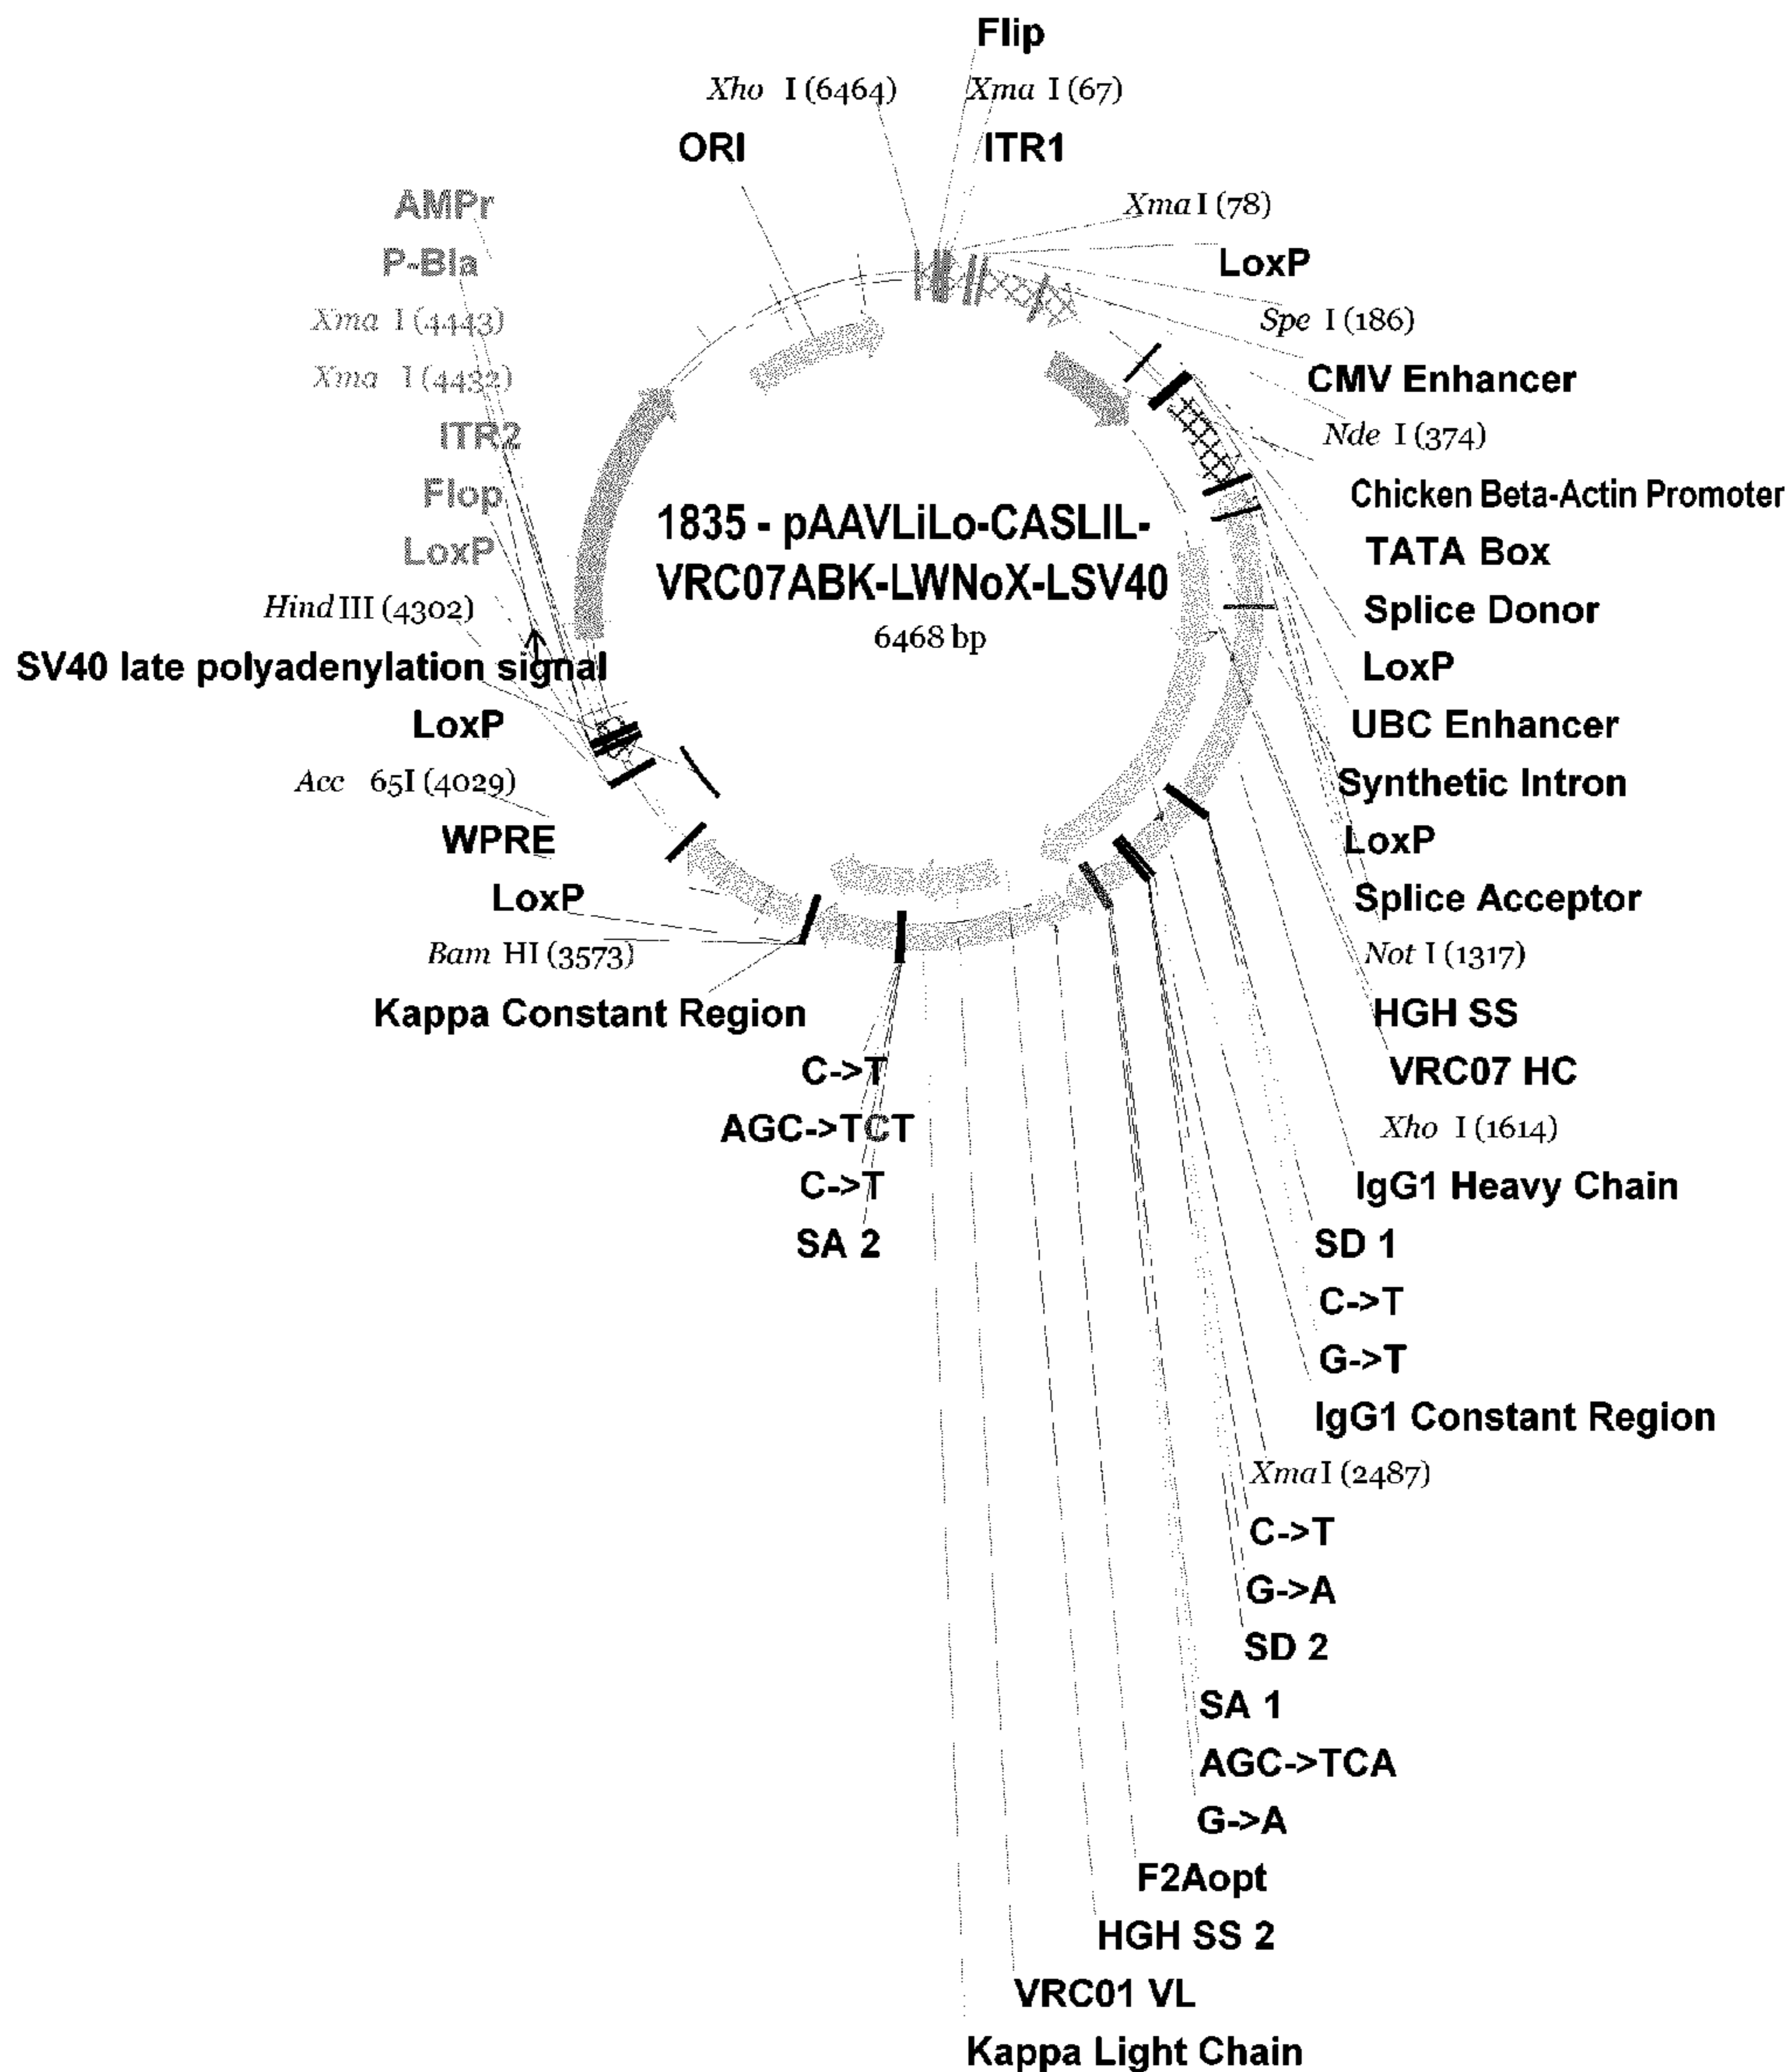 Flip
Xho I (6464)
Xma I (67)
ORI
ITR1
AMPr
Xma I (78)
P-Bla
LoxP
Xma I (4443)
Spe I (186)
Xma I (4432)
CMV Enhancer
ITR2
Nde I (374)
Flop
Chicken Beta-Actin Promoter
1835 - pAAVLiLo-CASLIL-
VRC07ABK-LWNoX-LSV40
6468 bp
LoxP
TATA Box
Hind III (4302)
Splice Donor
SV40 late polyadenylation signal
LoxP
LoxP
UBC Enhancer
Acc 65I (4029)
Synthetic Intron
WPRE
LoxP
LoxP
Splice Acceptor
Bam HI (3573)
Not I (1317)
Kappa Constant Region
HGH SS
C->T
VRC07 HC
AGC->TCT
Xho I (1614)
C->T
IgG1 Heavy Chain
SA 2
SD 1
C->T
G->T
IgG1 Constant Region
Xma I (2487)
C->T
G->A
SD 2
SA 1
AGC->TCA
G->A
F2Aopt
HGH SS 2
VRC01 VL
Kappa Light Chain